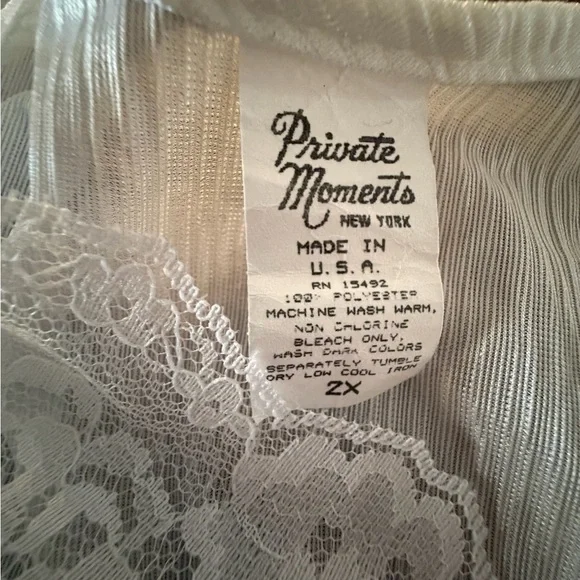 Private
Moments
NEW YORK
MADE IN
U.S.A.
RN 15492
100% POLYESTER
MACHINE WASH WARM,
NON CHLORINE
BLEACH ONLY,
WASH DARK COLORS
SEPARATELY TUMBLE
DRY LOW COOL IRON
2X